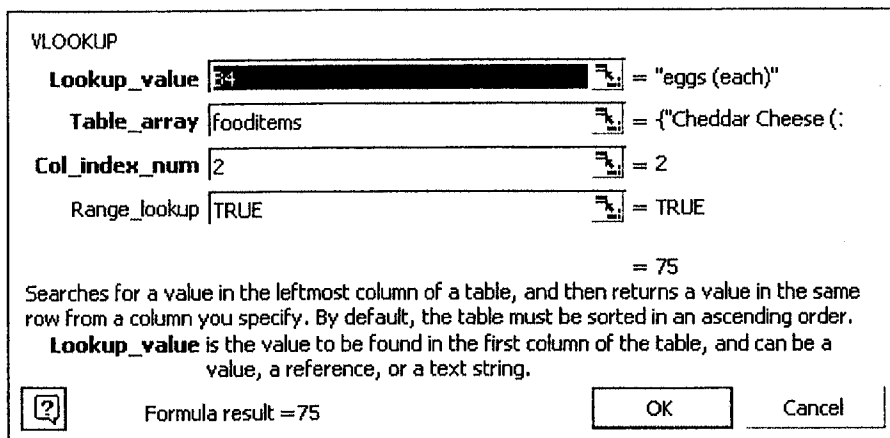 VLOOKUP
Lookup_value B4 = "eggs (each)"
Table_array fooditems = {"Cheddar Cheese (
Col_index_num 2 = 2
Range_lookup TRUE = TRUE
= 75
Searches for a value in the leftmost column of a table, and then returns a value in the same
row from a column you specify. By default, the table must be sorted in an ascending order.
Lookup_value is the value to be found in the first column of the table, and can be a
value, a reference, or a text string.
Formula result =75 OK Cancel